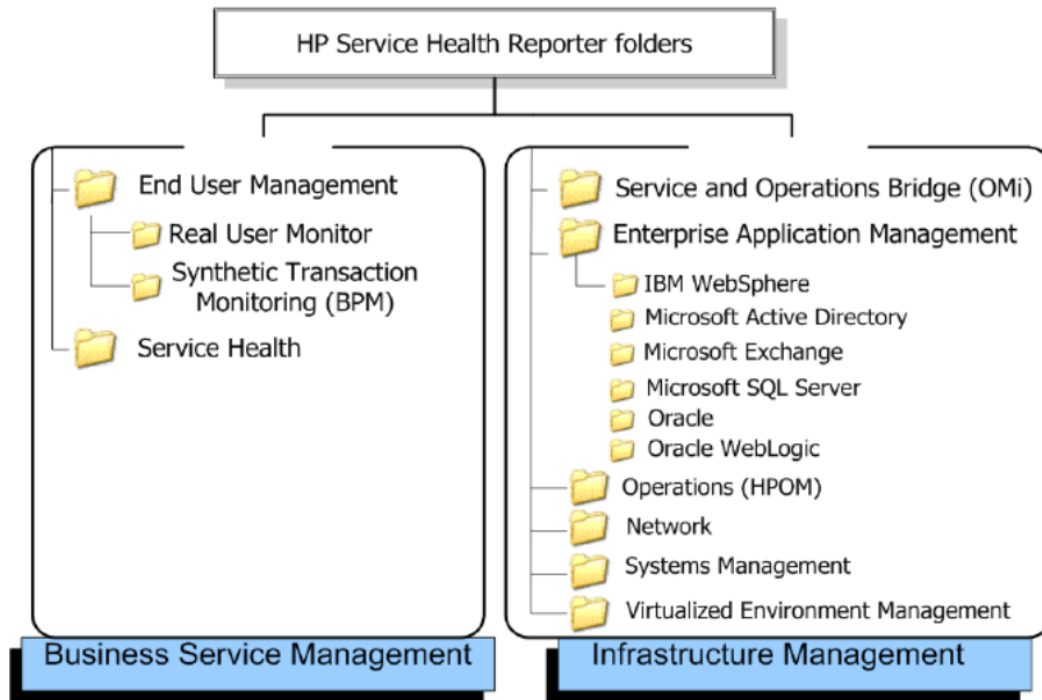 HP Service Health Reporter folders
End User Management
Real User Monitor
Synthetic Transaction
Monitoring (BPM)
Service Health
Business Service Management
Service and Operations Bridge (OMi)
Enterprise Application Management
IBM WebSphere
Microsoft Active Directory
Microsoft Exchange
Microsoft SQL Server
Oracle
Oracle WebLogic
Operations (HPOM)
Network
Systems Management
Virtualized Environment Management
Infrastructure Management